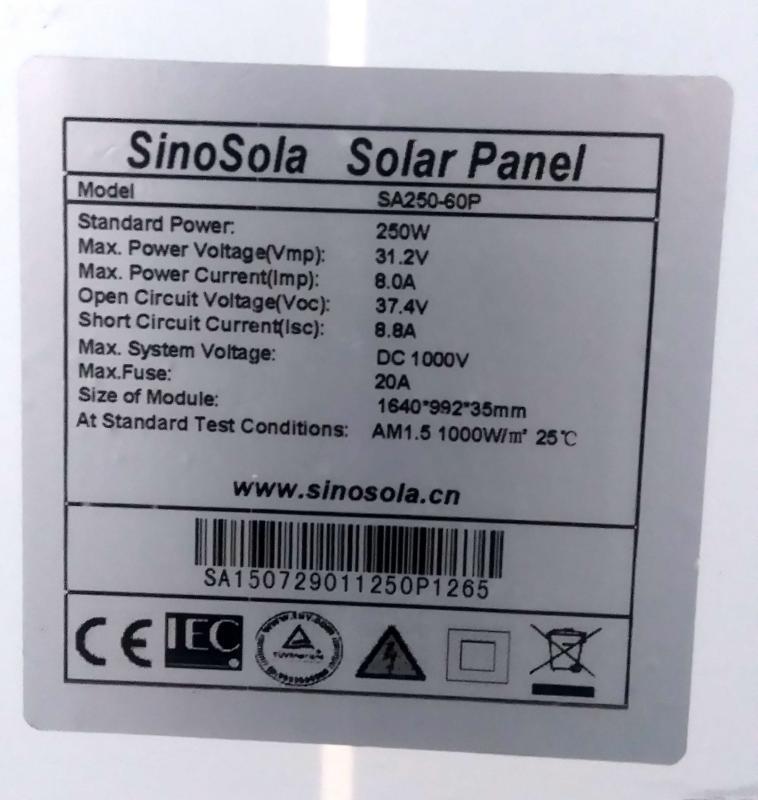 SinoSola Solar Panel
Model SA250-60P
Standard Power: 250W
Max. Power Voltage(Vmp): 31.2V
Max. Power Current(Imp): 8.0A
Open Circuit Voltage(Voc): 37.4V
Short Circuit Current(Isc): 8.8A
Max. System Voltage: DC 1000V
Max.Fuse: 20A
Size of Module: 1640*992*35mm
At Standard Test Conditions: AM1.5 1000W/m² 25℃
www.sinosola.cn
SA150729011250P1265
CE IEC www.tuv.com